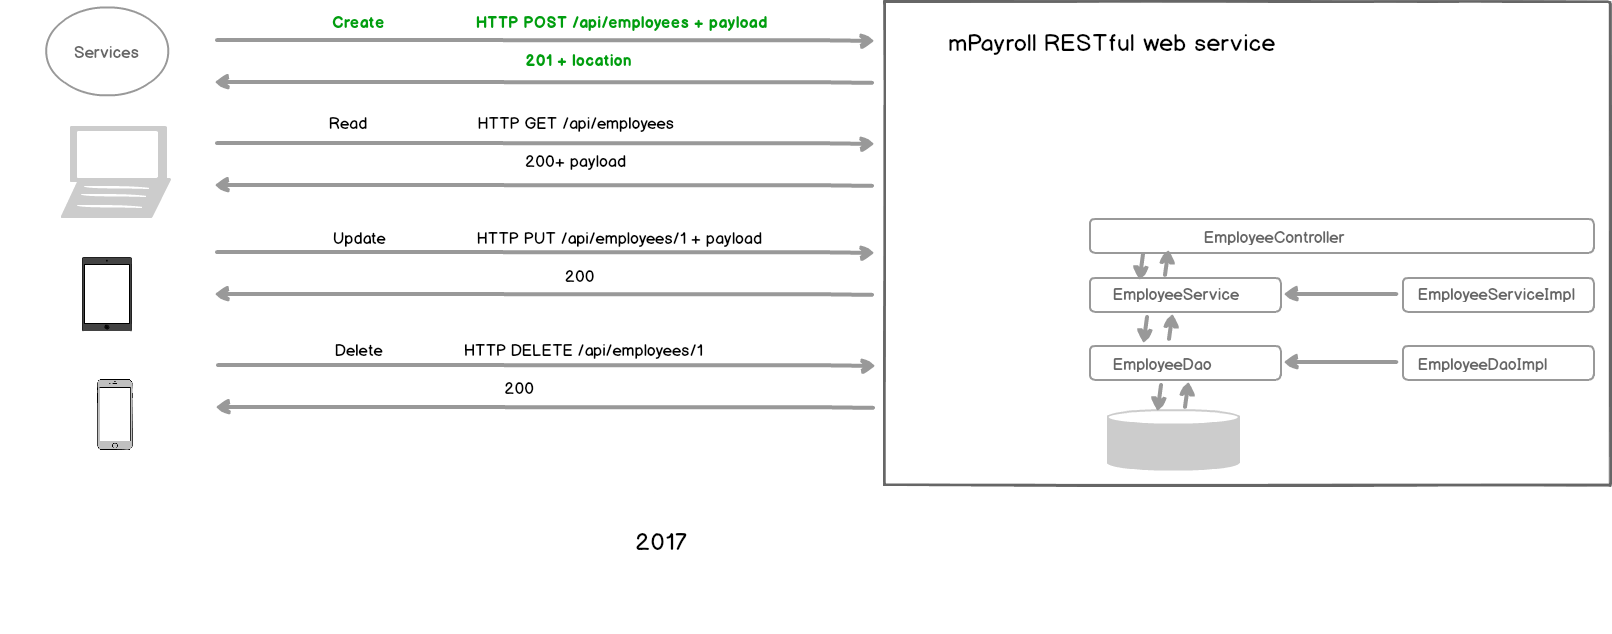 Services
Create HTTP POST /api/employees + payload
201 + location
Read HTTP GET /api/employees
200+ payload
Update HTTP PUT /api/employees/1 + payload
200
Delete HTTP DELETE /api/employees/1
200
mPayroll RESTful web service
EmployeeController
EmployeeService EmployeeServiceImpl
EmployeeDao EmployeeDaoImpl
2017